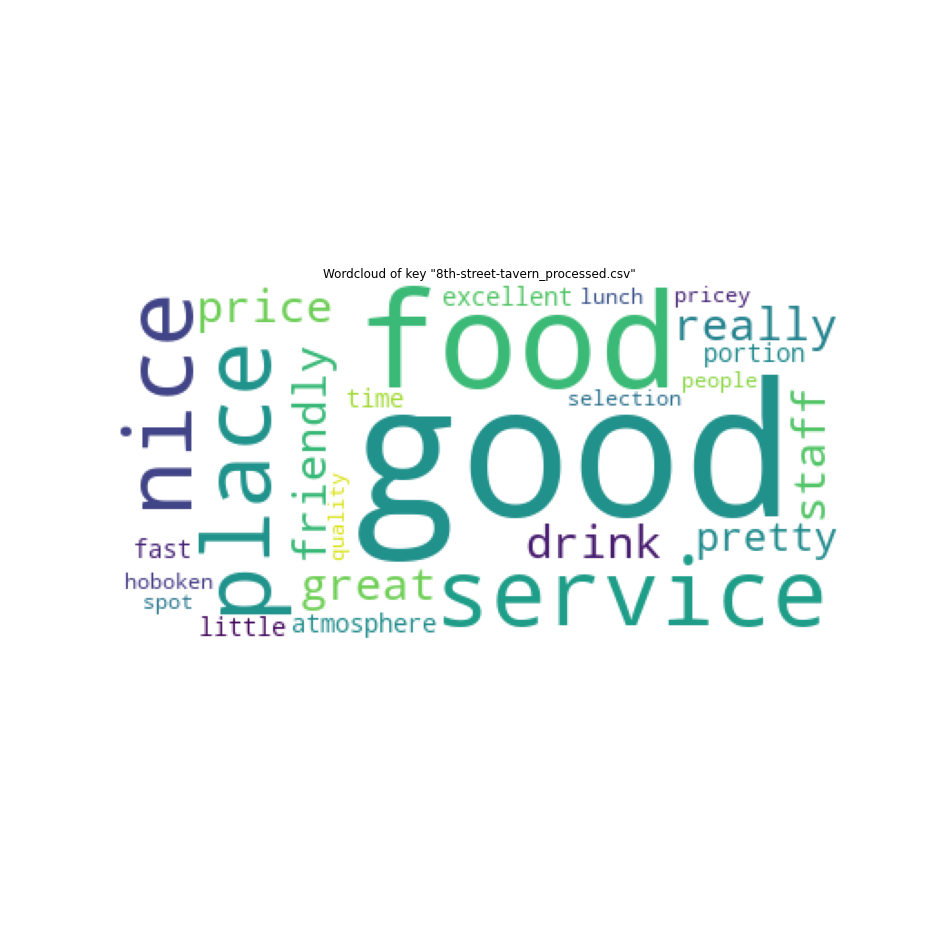 Wordcloud of key "8th-street-tavern_processed.csv"
nice
price
place
friendly
food
excellent
lunch
pricey
really
portion
people
time
selection
good
staff
quality
fast
drink
pretty
hoboken
great
service
spot
little
atmosphere